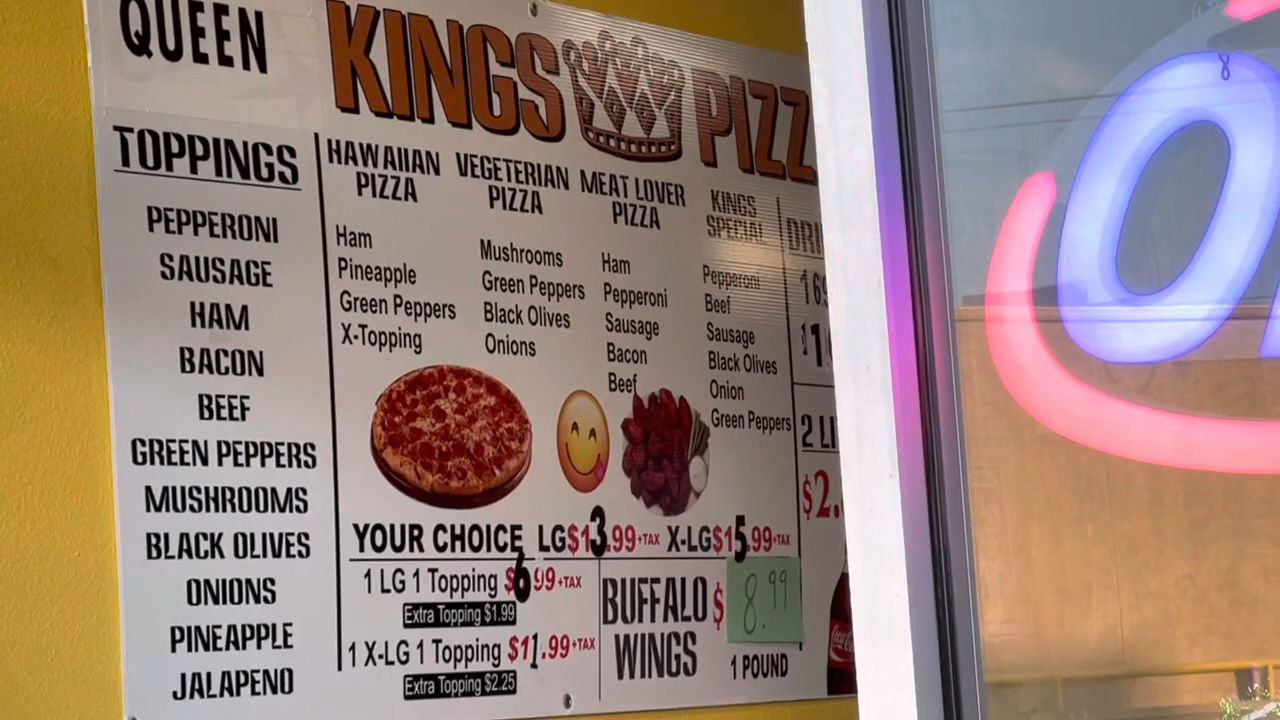 QUEEN
KINGS PIZZ
TOPPINGS
PEPPERONI
SAUSAGE
HAM
BACON
BEEF
GREEN PEPPERS
MUSHROOMS
BLACK OLIVES
ONIONS
PINEAPPLE
JALAPENO
HAWAIIAN
PIZZA
Ham
Pineapple
Green Peppers
X-Topping
VEGETERIAN
PIZZA
Mushrooms
Green Peppers
Black Olives
Onions
MEAT LOVER
PIZZA
Ham
Pepperoni
Sausage
Bacon
Beef
KINGS
SPECIAL
Pepperoni
Beef
Sausage
Black Olives
Onion
Green Peppers
YOUR CHOICE LG$13.99+TAX X-LG$15.99+TAX
1 LG 1 Topping $6.99+TAX
Extra Topping $1.99
1 X-LG 1 Topping $11.99+TAX
Extra Topping $2.25
BUFFALO
WINGS
$8.99
1 POUND
DRI
16
$1.
2 LI
$2.
Coca-Cola